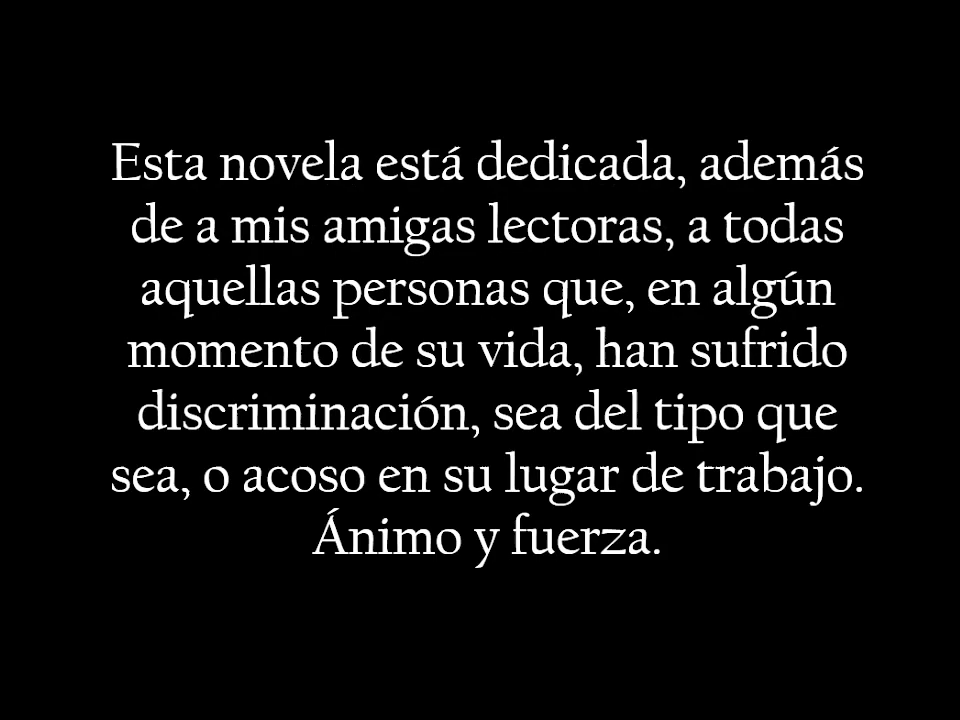 Esta novela está dedicada, además
de a mis amigas lectoras, a todas
aquellas personas que, en algún
momento de su vida, han sufrido
discriminación, sea del tipo que
sea, o acoso en su lugar de trabajo.
Ánimo y fuerza.